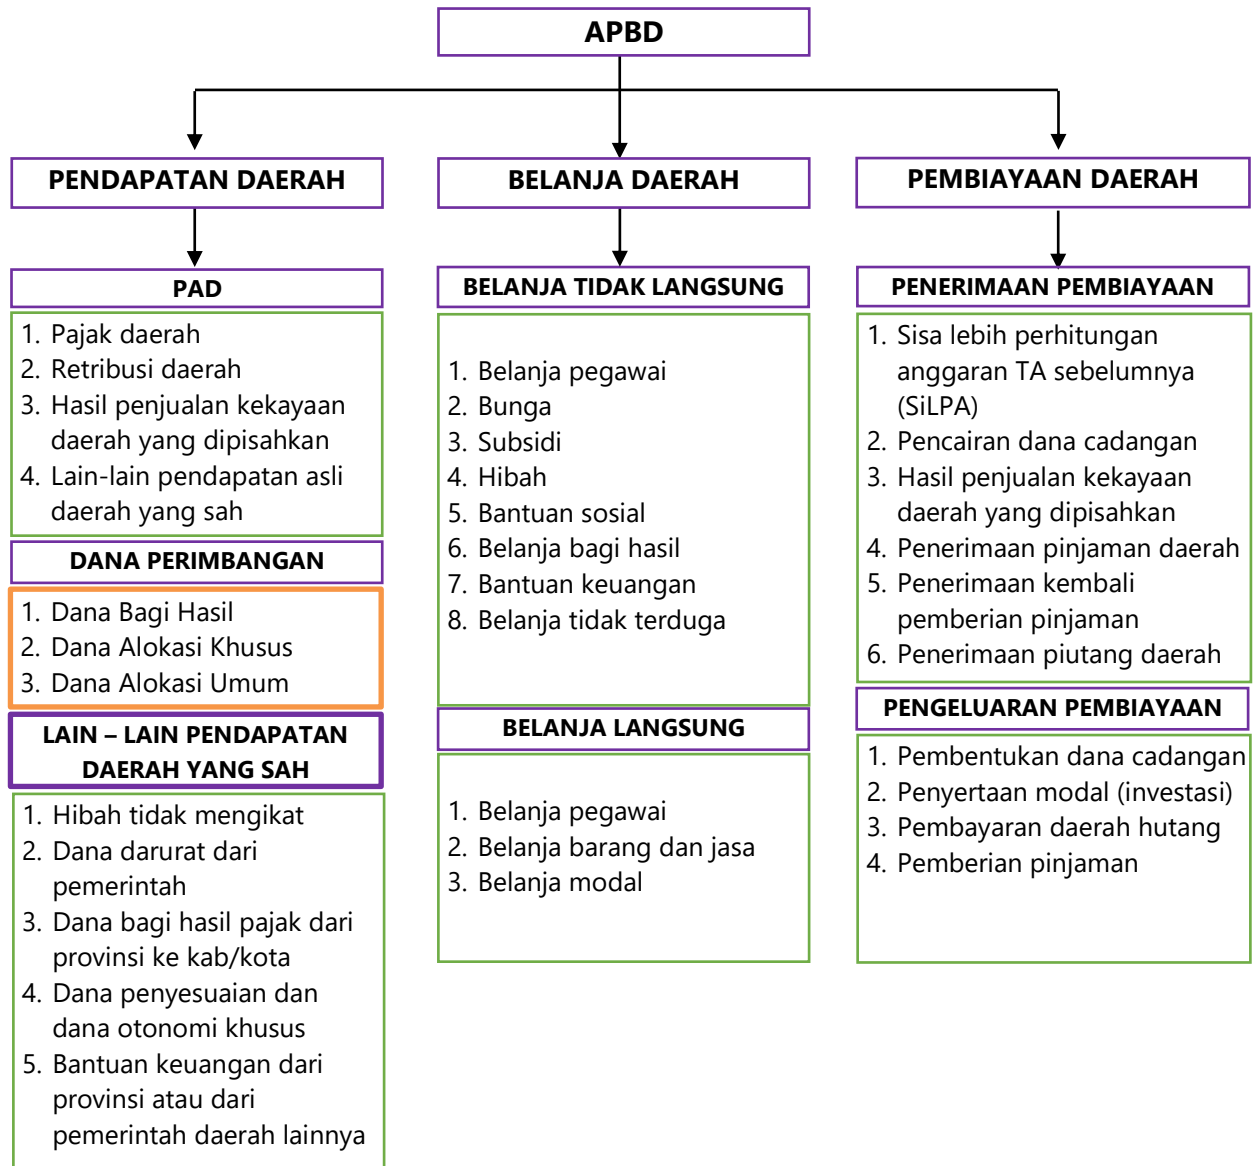 APBD
PENDAPATAN DAERAH
PAD
1. Pajak daerah
2. Retribusi daerah
3. Hasil penjualan kekayaan
daerah yang dipisahkan
4. Lain-lain pendapatan asli
daerah yang sah
DANA PERIMBANGAN
1. Dana Bagi Hasil
2. Dana Alokasi Khusus
3. Dana Alokasi Umum
LAIN – LAIN PENDAPATAN
DAERAH YANG SAH
1. Hibah tidak mengikat
2. Dana darurat dari
pemerintah
3. Dana bagi hasil pajak dari
provinsi ke kab/kota
4. Dana penyesuaian dan
dana otonomi khusus
5. Bantuan keuangan dari
provinsi atau dari
pemerintah daerah lainnya
BELANJA DAERAH
BELANJA TIDAK LANGSUNG
1. Belanja pegawai
2. Bunga
3. Subsidi
4. Hibah
5. Bantuan sosial
6. Belanja bagi hasil
7. Bantuan keuangan
8. Belanja tidak terduga
BELANJA LANGSUNG
1. Belanja pegawai
2. Belanja barang dan jasa
3. Belanja modal
PEMBIAYAAN DAERAH
PENERIMAAN PEMBIAYAAN
1. Sisa lebih perhitungan
anggaran TA sebelumnya
(SiLPA)
2. Pencairan dana cadangan
3. Hasil penjualan kekayaan
daerah yang dipisahkan
4. Penerimaan pinjaman daerah
5. Penerimaan kembali
pemberian pinjaman
6. Penerimaan piutang daerah
PENGELUARAN PEMBIAYAAN
1. Pembentukan dana cadangan
2. Penyertaan modal (investasi)
3. Pembayaran daerah hutang
4. Pemberian pinjaman